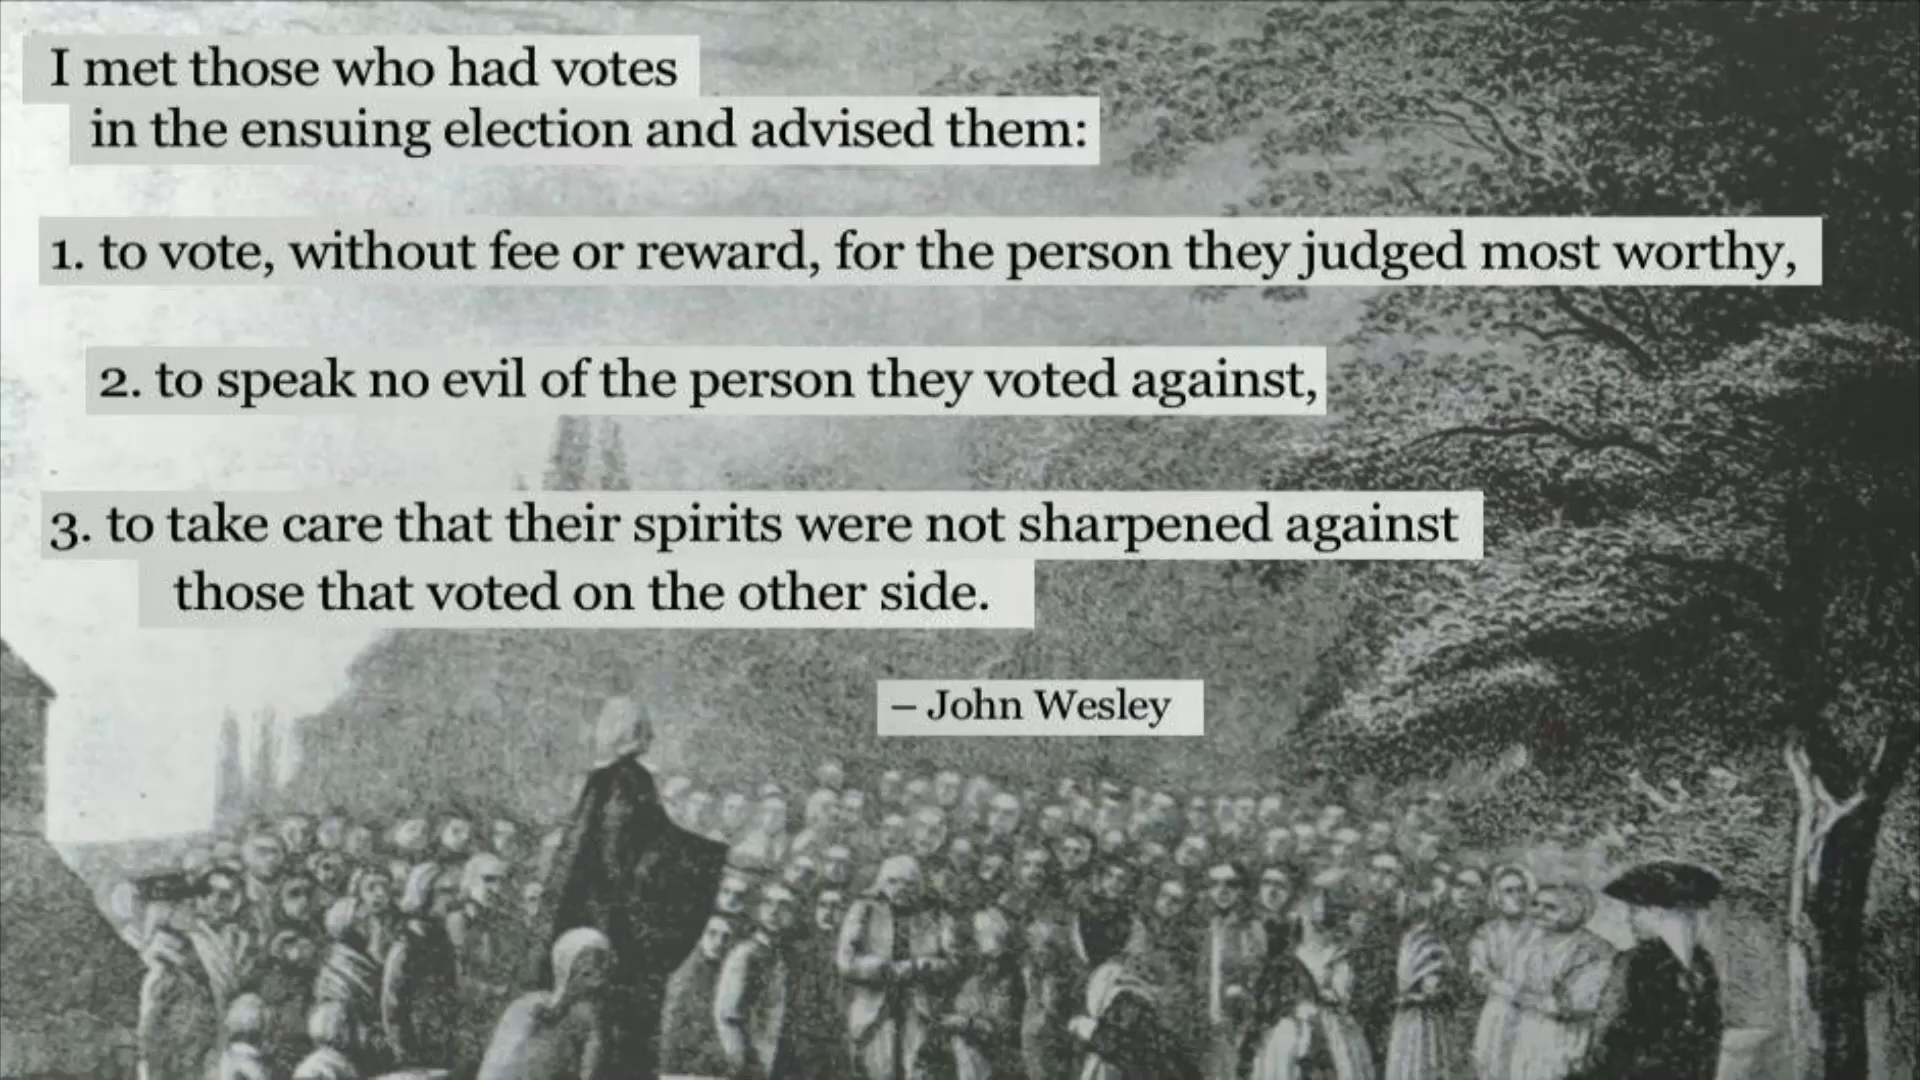 I met those who had votes
in the ensuing election and advised them:
1. to vote, without fee or reward, for the person they judged most worthy,
2. to speak no evil of the person they voted against,
3. to take care that their spirits were not sharpened against
those that voted on the other side.
– John Wesley